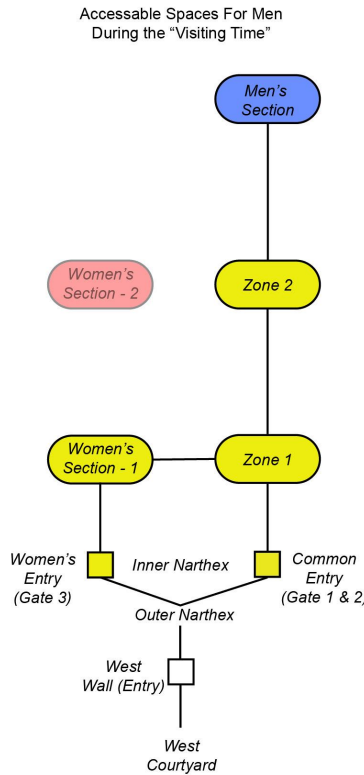 Accessable Spaces For Men
During the “Visiting Time”
Men's
Section
Women's
Section - 2
Zone 2
Women's
Section - 1
Zone 1
Women's
Entry
(Gate 3)
Inner Narthex
Common
Entry
(Gate 1 & 2)
Outer Narthex
West
Wall (Entry)
West
Courtyard